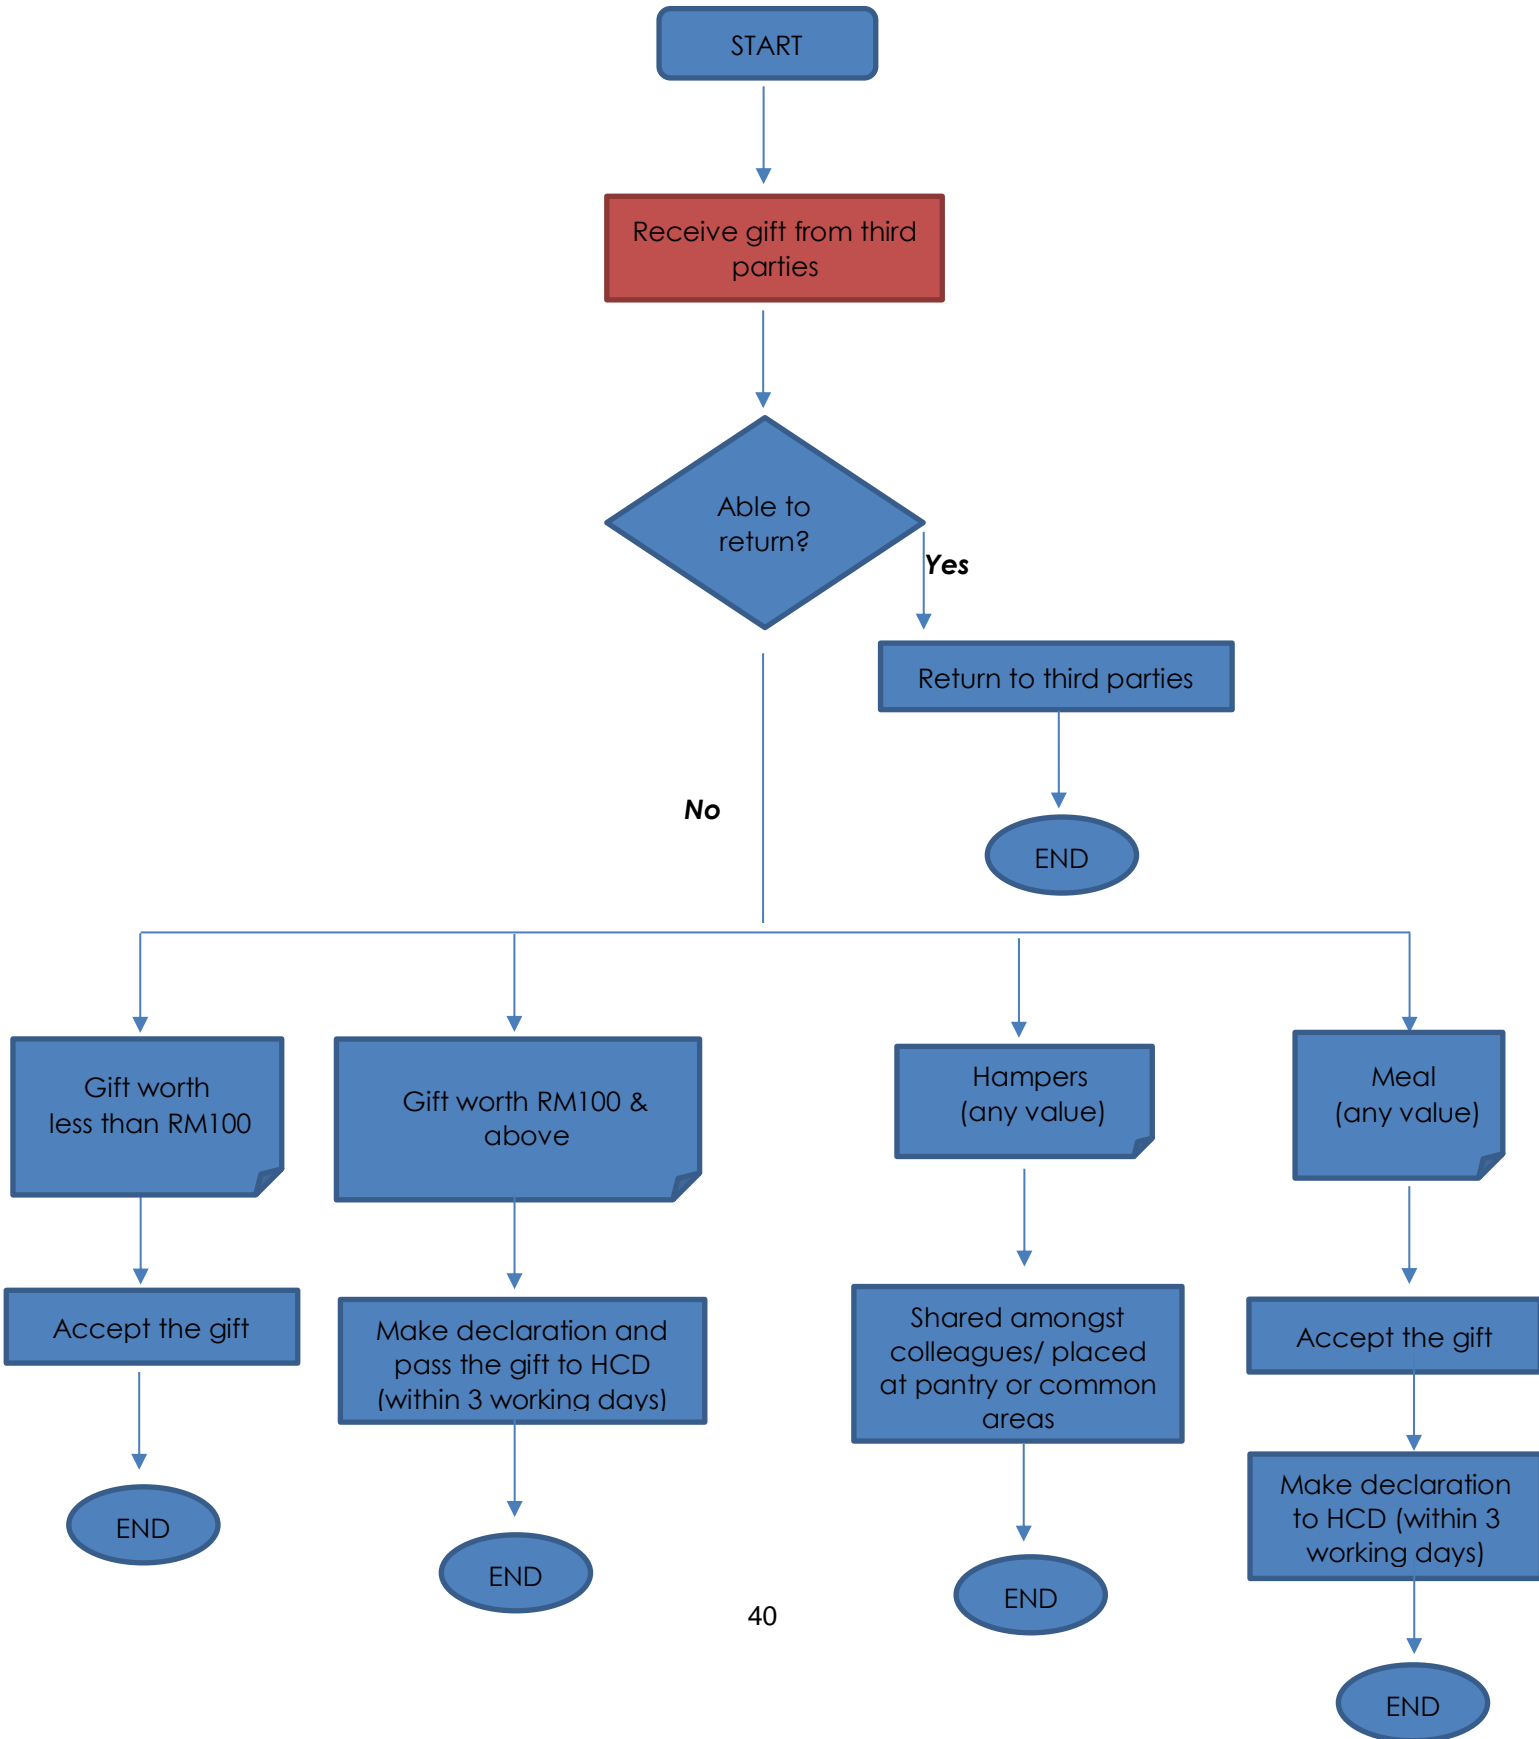 START
Receive gift from third
parties
Able to
return?
Yes
Return to third parties
No
END
Gift worth
less than RM100
Gift worth RM100 &
above
Hampers
(any value)
Meal
(any value)
Accept the gift
Make declaration and
pass the gift to HCD
(within 3 working days)
Shared amongst
colleagues/ placed
at pantry or common
areas
Accept the gift
Make declaration
to HCD (within 3
working days)
END
END
END
40
END